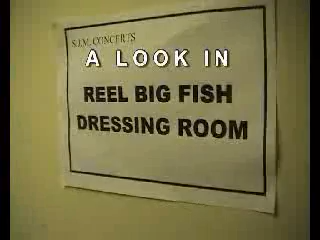 S.J.M. CONCERTS
A LOOK IN
REEL BIG FISH
DRESSING ROOM